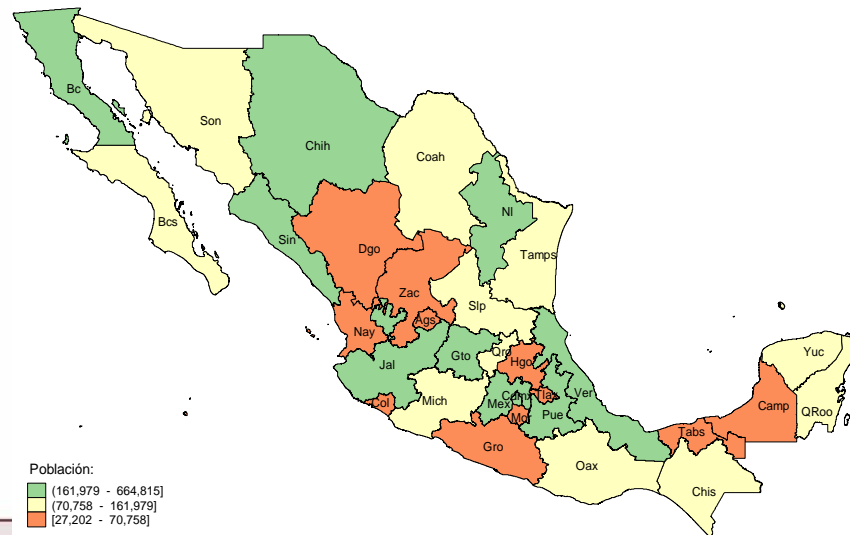 Bc
Son
Chih
Coah
Bcs
Sin
Nl
Dgo
Tamps
Zac
Slp
Nay
Ags
Jal
Gto
Qro
Hgo
Yuc
Col
Mich
Mex
Cdmx
Tlax
Ver
Camp
QRoo
Mor
Pue
Tabs
Gro
Oax
Chis
Población:
(161,979 - 664,815]
(70,758 - 161,979]
[27,202 - 70,758]